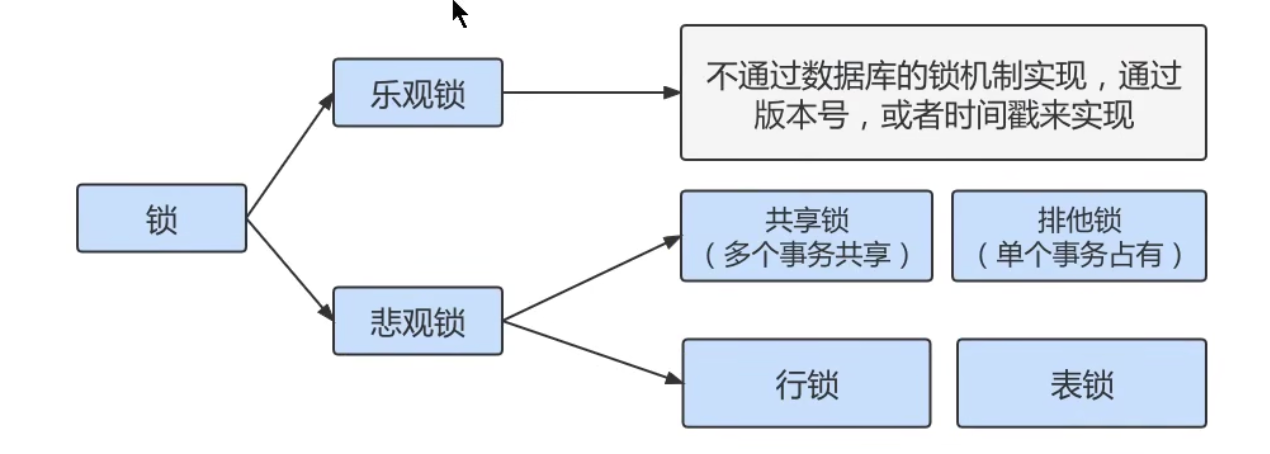 乐观锁
不通过数据库的锁机制实现，通过
版本号，或者时间戳来实现
锁
共享锁
（多个事务共享）
排他锁
（单个事务占有）
悲观锁
行锁
表锁